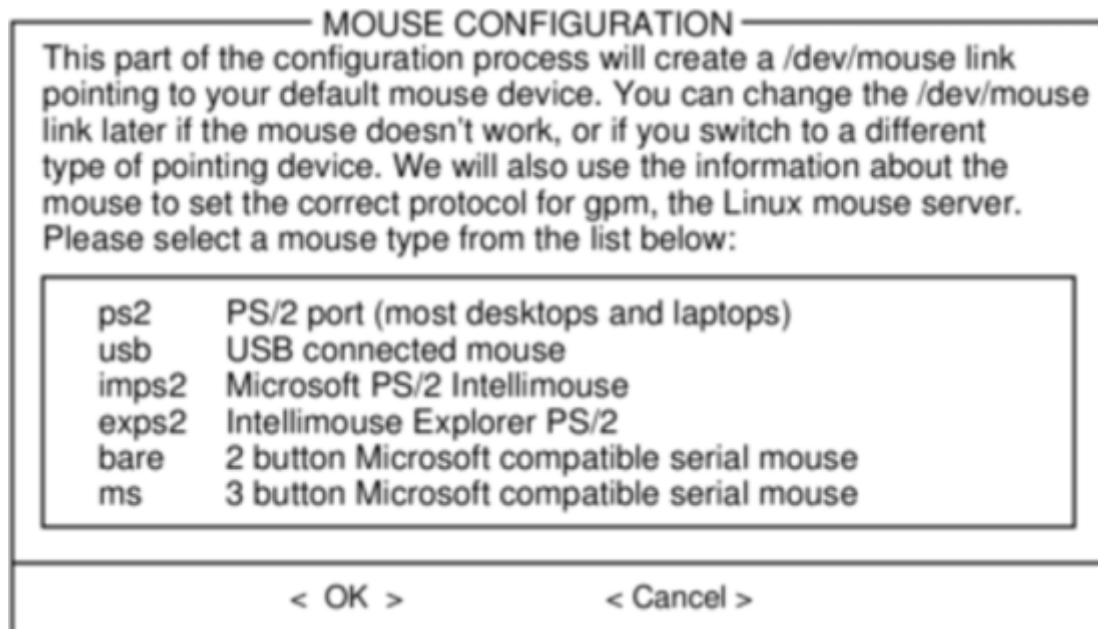 MOUSE CONFIGURATION
This part of the configuration process will create a /dev/mouse link
pointing to your default mouse device. You can change the /dev/mouse
link later if the mouse doesn't work, or if you switch to a different
type of pointing device. We will also use the information about the
mouse to set the correct protocol for gpm, the Linux mouse server.
Please select a mouse type from the list below:
ps2 PS/2 port (most desktops and laptops)
usb USB connected mouse
imps2 Microsoft PS/2 Intellimouse
exps2 Intellimouse Explorer PS/2
bare 2 button Microsoft compatible serial mouse
ms 3 button Microsoft compatible serial mouse
< OK > < Cancel >